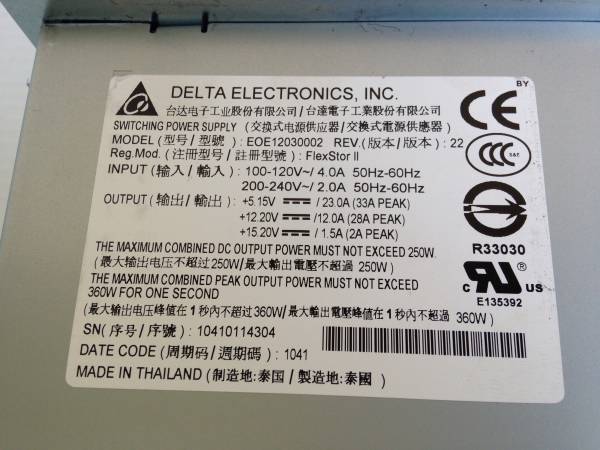 DELTA ELECTRONICS, INC.
台达电子工业股份有限公司/台達電子工業股份有限公司
SWITCHING POWER SUPPLY (交换式电源供应器/交換式電源供應器)
MODEL (型号/型號) : EOE12030002 REV.(版本/版本) : 22
Reg.Mod. (注册型号/註冊型號) : FlexStor II
INPUT (输入/輸入) : 100-120V~/ 4.0A 50Hz-60Hz
200-240V~/ 2.0A 50Hz-60Hz
OUTPUT (输出/輸出) : +5.15V / 23.0A (33A PEAK)
+12.20V /12.0A (28A PEAK)
+15.20V / 1.5A (2A PEAK)
THE MAXIMUM COMBINED DC OUTPUT POWER MUST NOT EXCEED 250W.
(最大输出电压不超过250W/最大輸出電壓不超過 250W)
THE MAXIMUM COMBINED PEAK OUTPUT POWER MUST NOT EXCEED
360W FOR ONE SECOND
(最大输出电压峰值在 1 秒内不超过360W/最大輸出電壓峰值在 1 秒內不超過 360W)
SN (序号/序號) : 10410114304
DATE CODE (周期码/週期碼) : 1041
MADE IN THAILAND (制造地:泰国/製造地:泰國)
BY
CE
CCC
S&E
R33030
c RU US
®
E135392